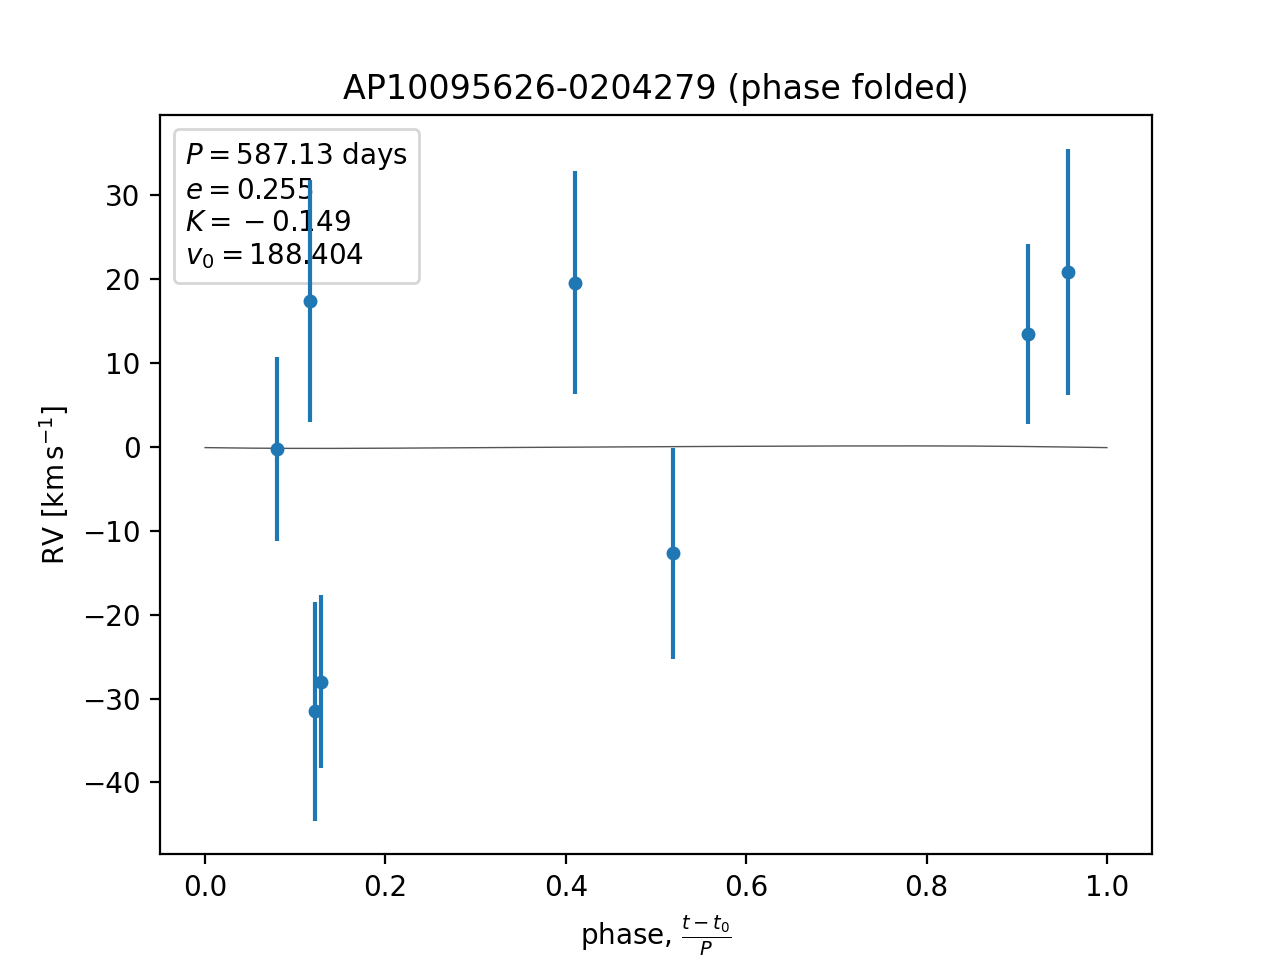 AP10095626-0204279 (phase folded)
P = 587.13 days
e = 0.255
K = −0.149
v₀ = 188.404
30
20
10
0
−10
−20
−30
−40
RV [km s⁻¹]
0.0 0.2 0.4 0.6 0.8 1.0
phase, (t − t₀)/P